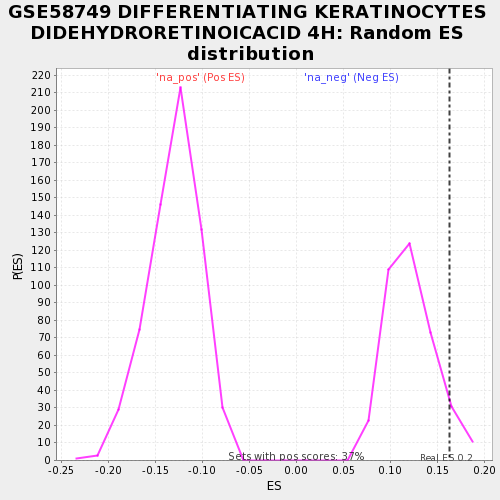 GSE58749 DIFFERENTIATING KERATINOCYTES
DIDEHYDRORETINOICACID 4H: Random ES
distribution
'na_pos' (Pos ES)
'na_neg' (Neg ES)
220
210
200
190
180
170
160
150
140
130
120
110
100
90
80
70
60
50
40
30
20
10
0
P(ES)
Sets with pos scores: 37%
Real ES 0.2
-0.25 -0.20 -0.15 -0.10 -0.05 0.00 0.05 0.10 0.15 0.20
ES